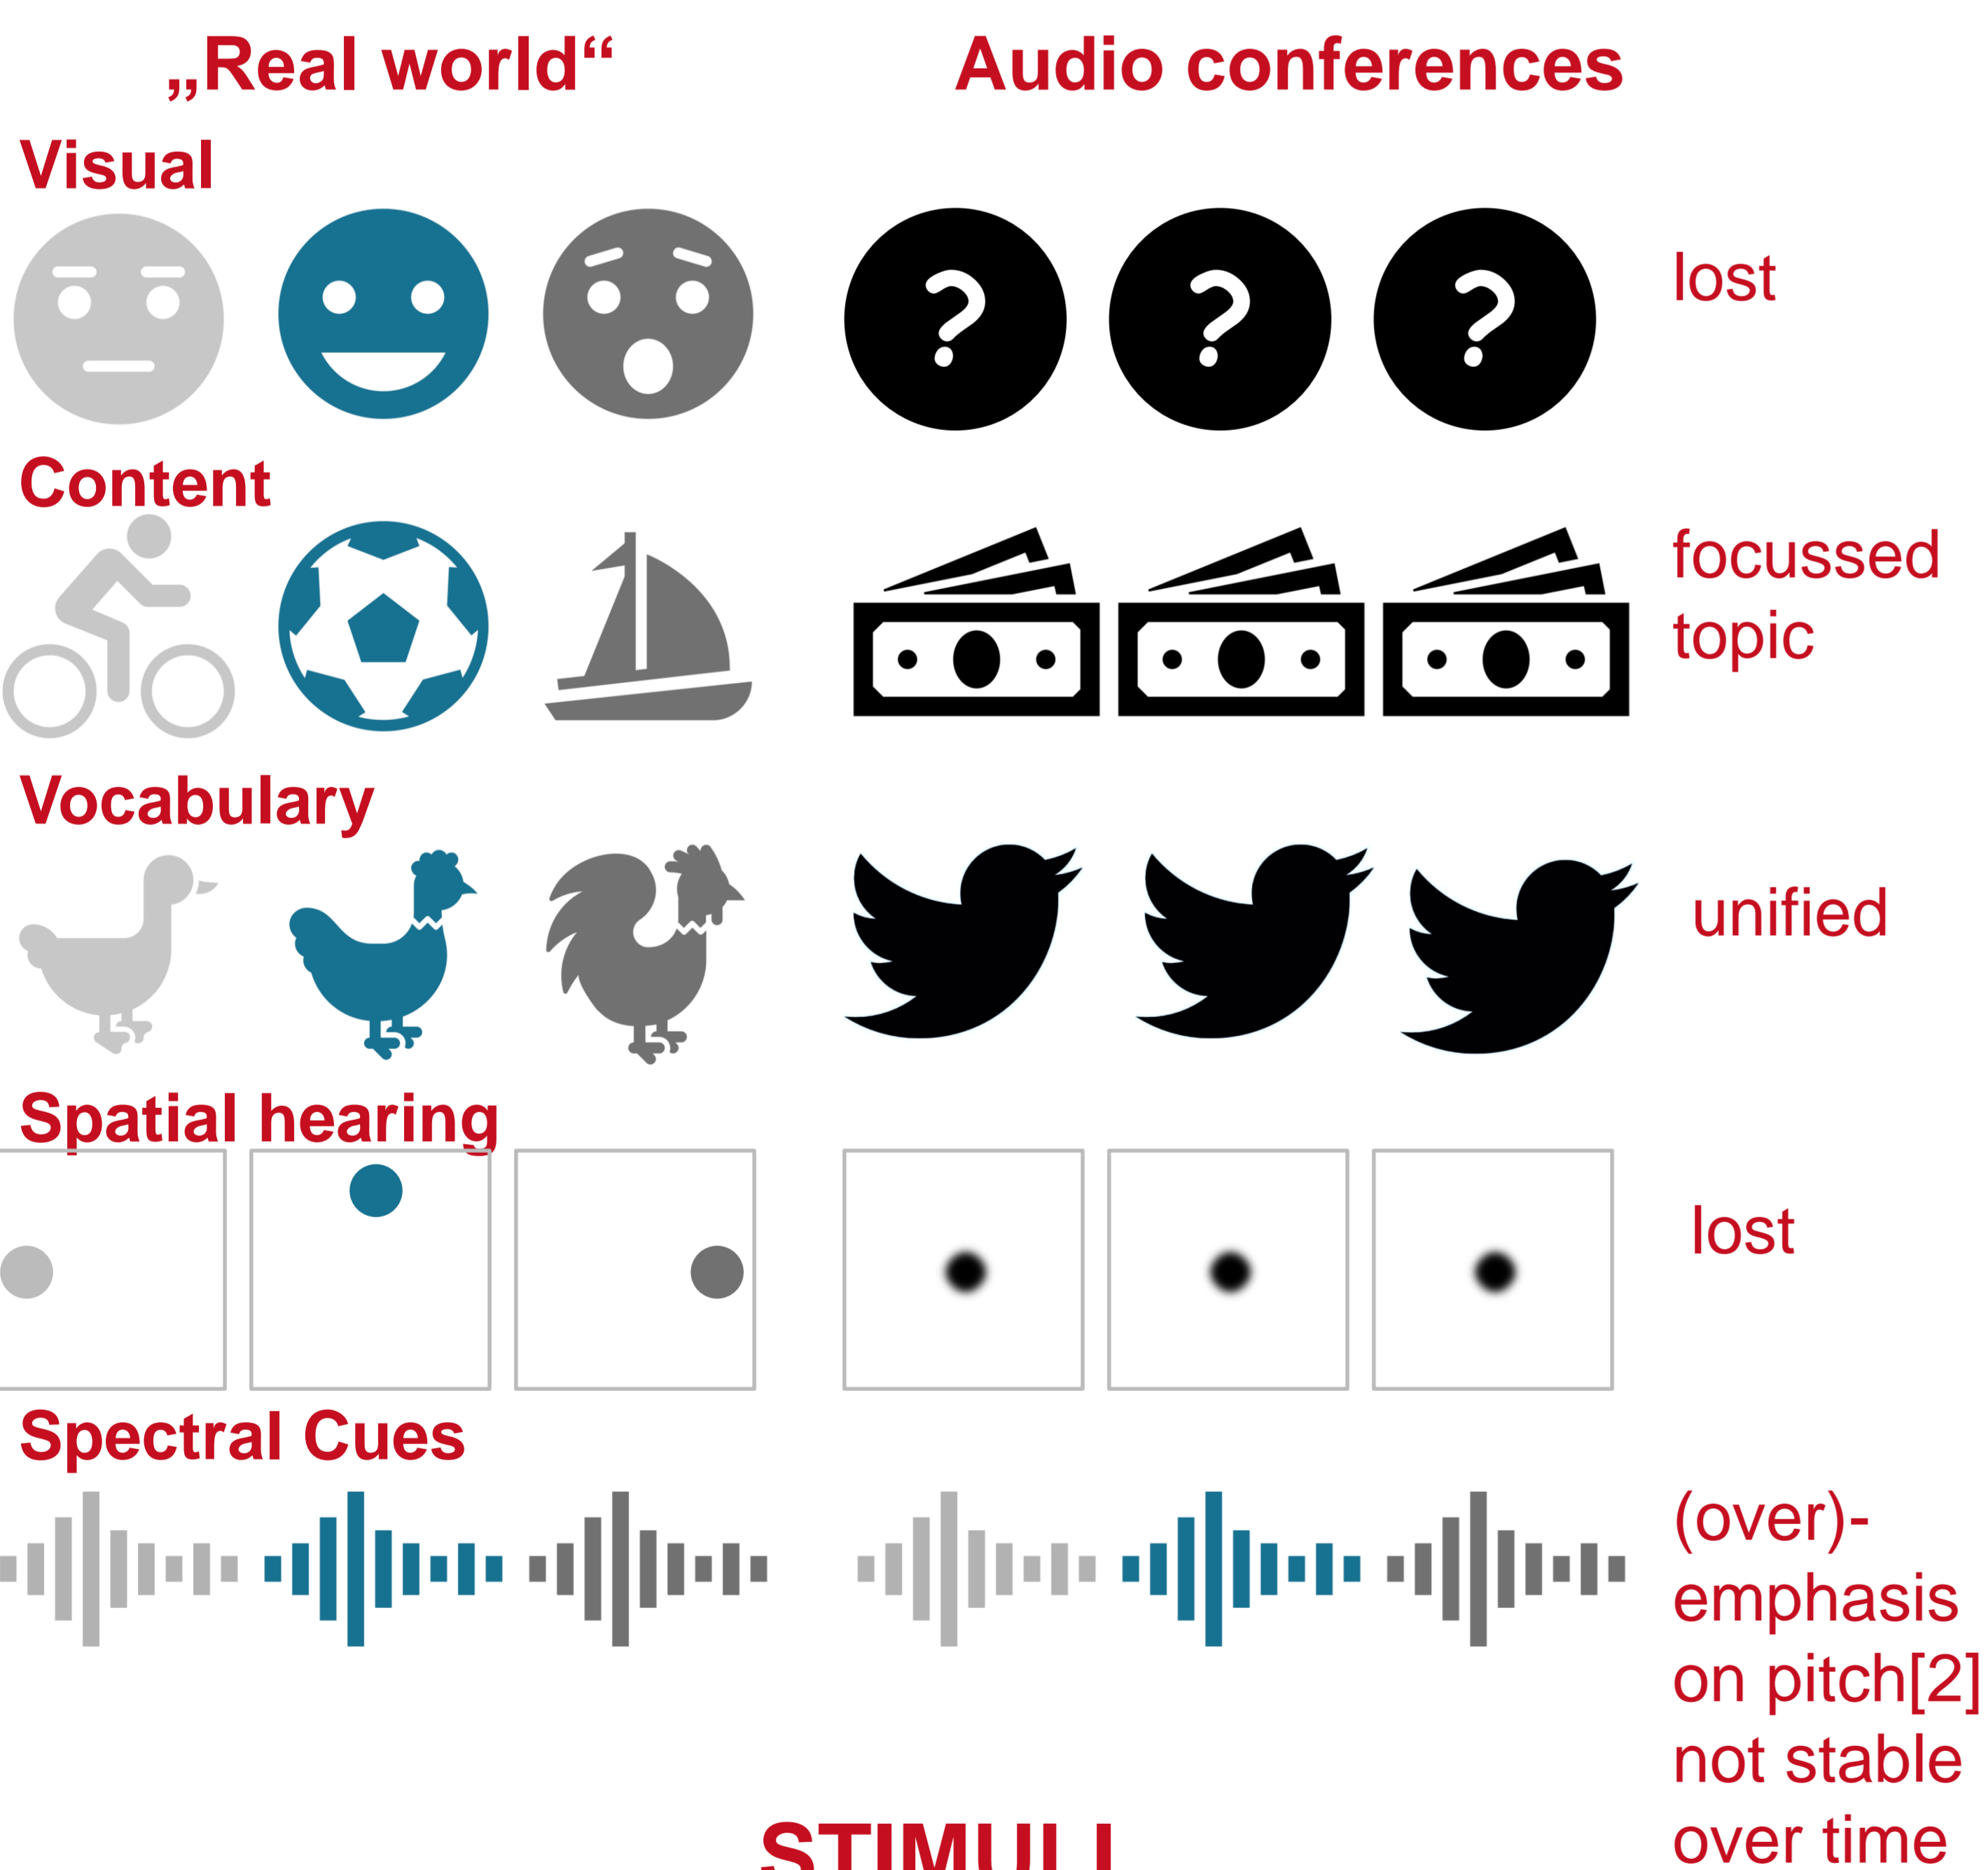 „Real world“
Audio conferences
Visual
lost
Content
focussed
topic
Vocabulary
unified
Spatial hearing
lost
Spectral Cues
(over)-
emphasis
on pitch[2]
not stable
over time
STIMULI